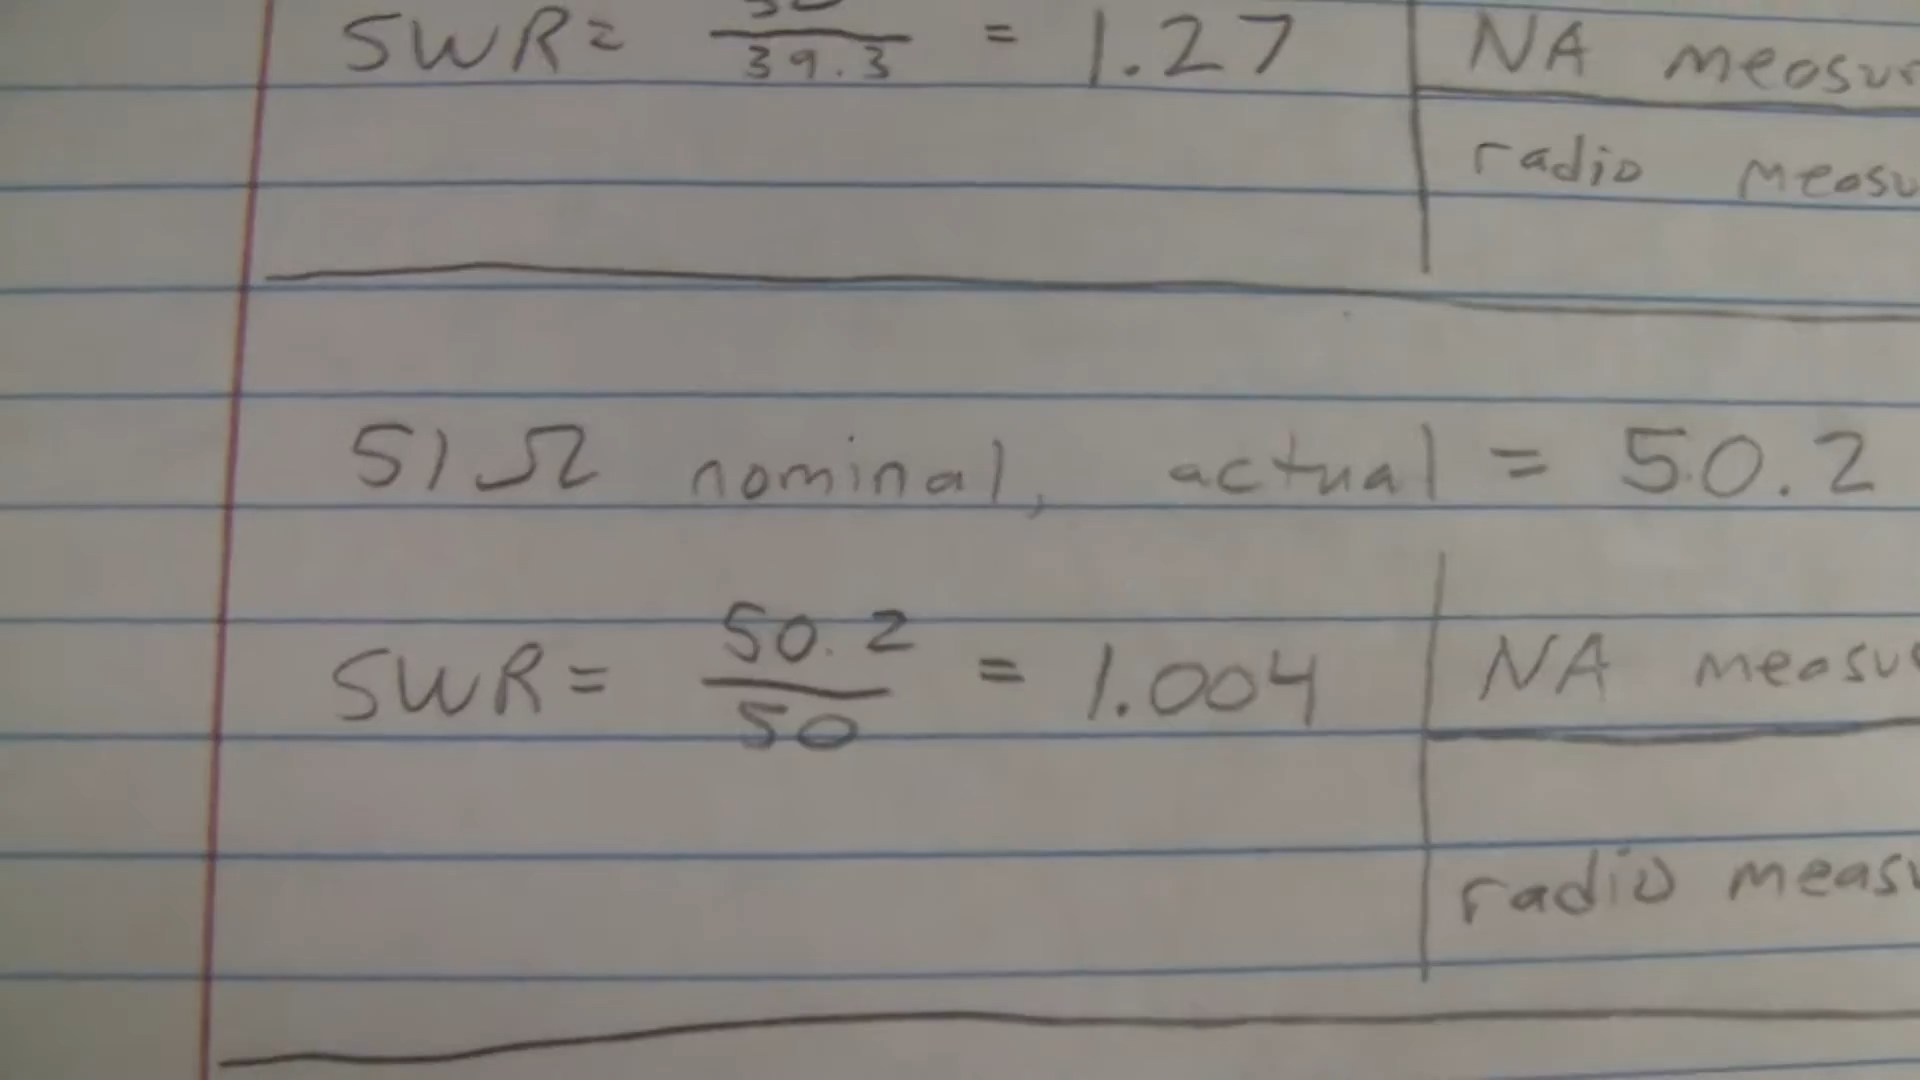 SWR = 39.3 = 1.27
NA
radio
51Ω nominal, actual = 50.2
SWR = 50.2 / 50 = 1.004
NA
radio